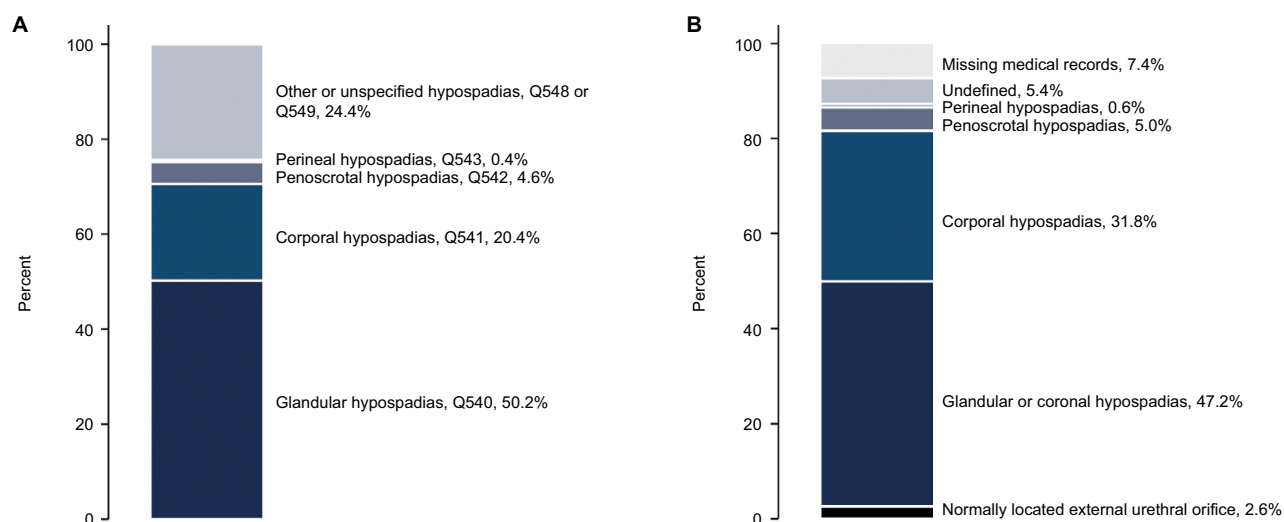 A
Percent
100
80
60
40
20
0
Other or unspecified hypospadias, Q548 or
Q549, 24.4%
Perineal hypospadias, Q543, 0.4%
Penoscrotal hypospadias, Q542, 4.6%
Corporal hypospadias, Q541, 20.4%
Glandular hypospadias, Q540, 50.2%
B
Percent
100
80
60
40
20
0
Missing medical records, 7.4%
Undefined, 5.4%
Perineal hypospadias, 0.6%
Penoscrotal hypospadias, 5.0%
Corporal hypospadias, 31.8%
Glandular or coronal hypospadias, 47.2%
Normally located external urethral orifice, 2.6%